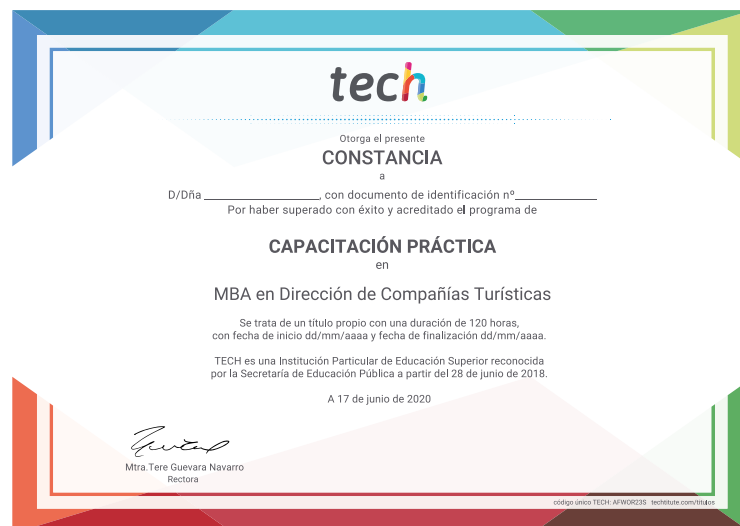 tech
Otorga el presente
CONSTANCIA
a
D/Dña ____________________, con documento de identificación nº______________
Por haber superado con éxito y acreditado el programa de
CAPACITACIÓN PRÁCTICA
en
MBA en Dirección de Compañías Turísticas
Se trata de un título propio con una duración de 120 horas,
con fecha de inicio dd/mm/aaaa y fecha de finalización dd/mm/aaaa.
TECH es una Institución Particular de Educación Superior reconocida
por la Secretaría de Educación Pública a partir del 28 de junio de 2018.
A 17 de junio de 2020
Mtra.Tere Guevara Navarro
Rectora
código único TECH: AFWOR23S techtitute.com/títulos